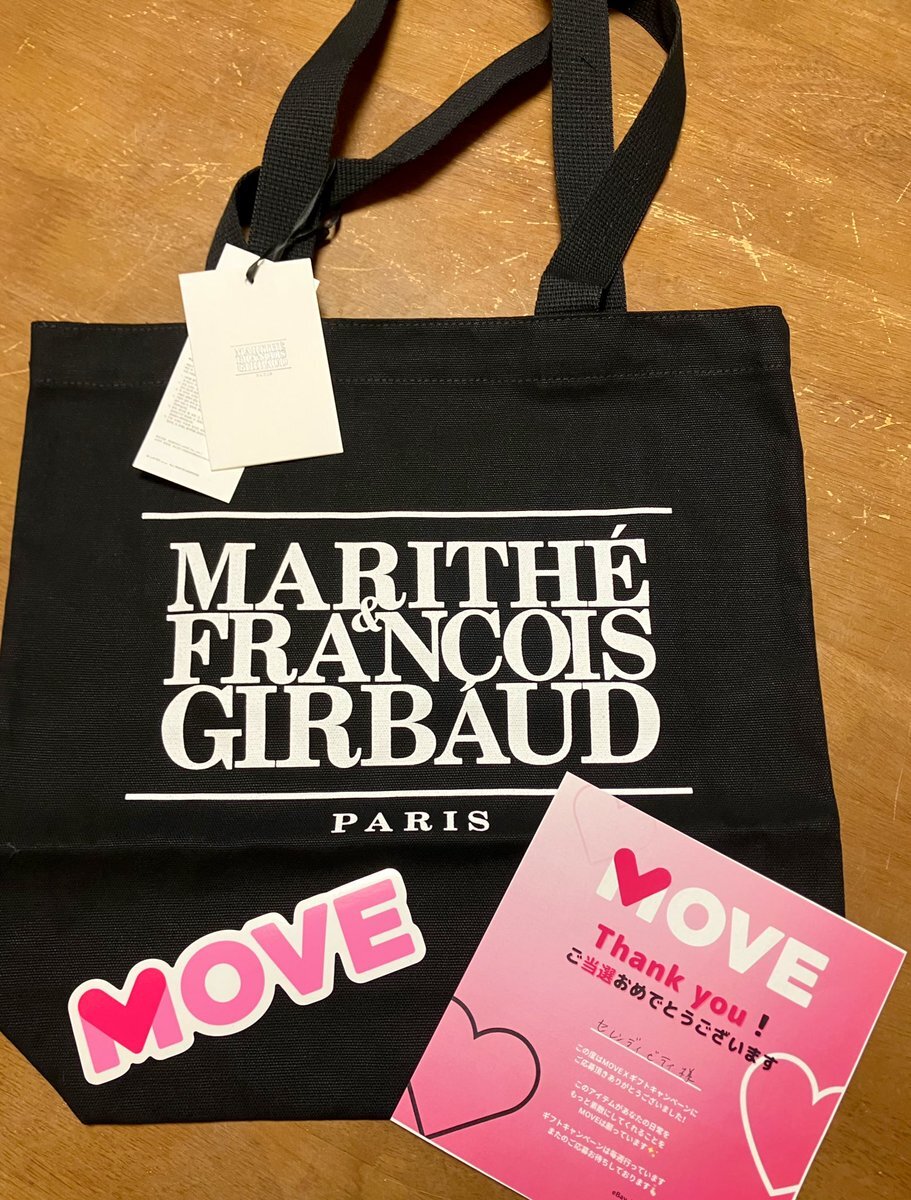 MARITHÉ
FRANÇOIS
GIRBAUD
PARIS
MARITHÉ
&
FRANÇOIS
GIRBAUD
PARIS
MOVE
MOVE
Thank you!
ご当選おめでとうございます
セレンディピティ様
この度はMOVE X ギフトキャンペーンに
ご応募頂きありがとうございました!
このアイテムがあなたの日常を
もっと素敵にしてくれることを
MOVEは願っています✨
ギフトキャンペーンは毎週行っています
またのご応募お待ちしております